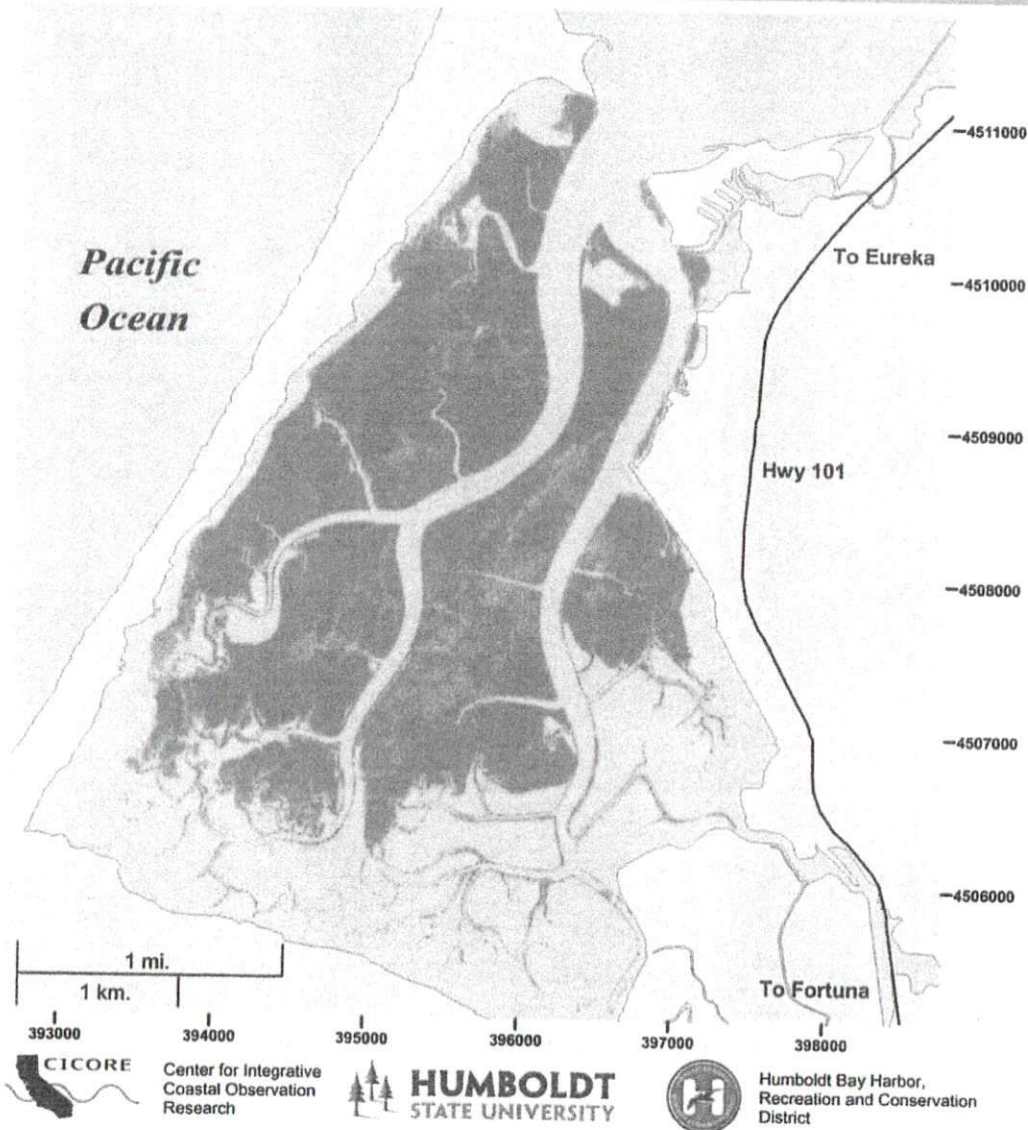 Pacific
Ocean
4511000
To Eureka
4510000
4509000
Hwy 101
4508000
4507000
4506000
1 mi.
1 km.
To Fortuna
393000
394000
395000
396000
397000
398000
CICORE
Center for Integrative
Coastal Observation
Research
HUMBOLDT
STATE UNIVERSITY
H
Humboldt Bay Harbor,
Recreation and Conservation
District